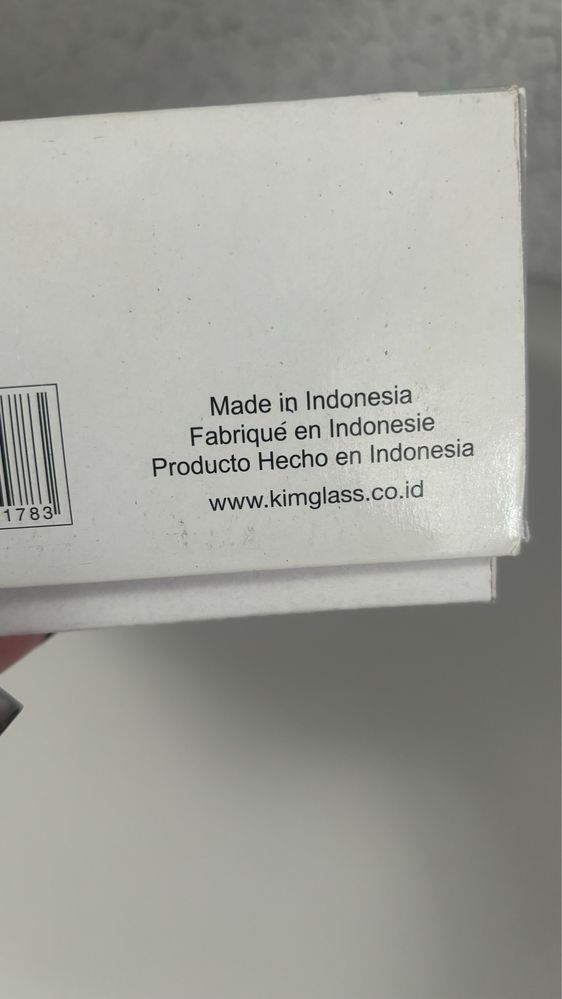 Made in Indonesia
Fabriqué en Indonesie
Producto Hecho en Indonesia
www.kimglass.co.id
1783